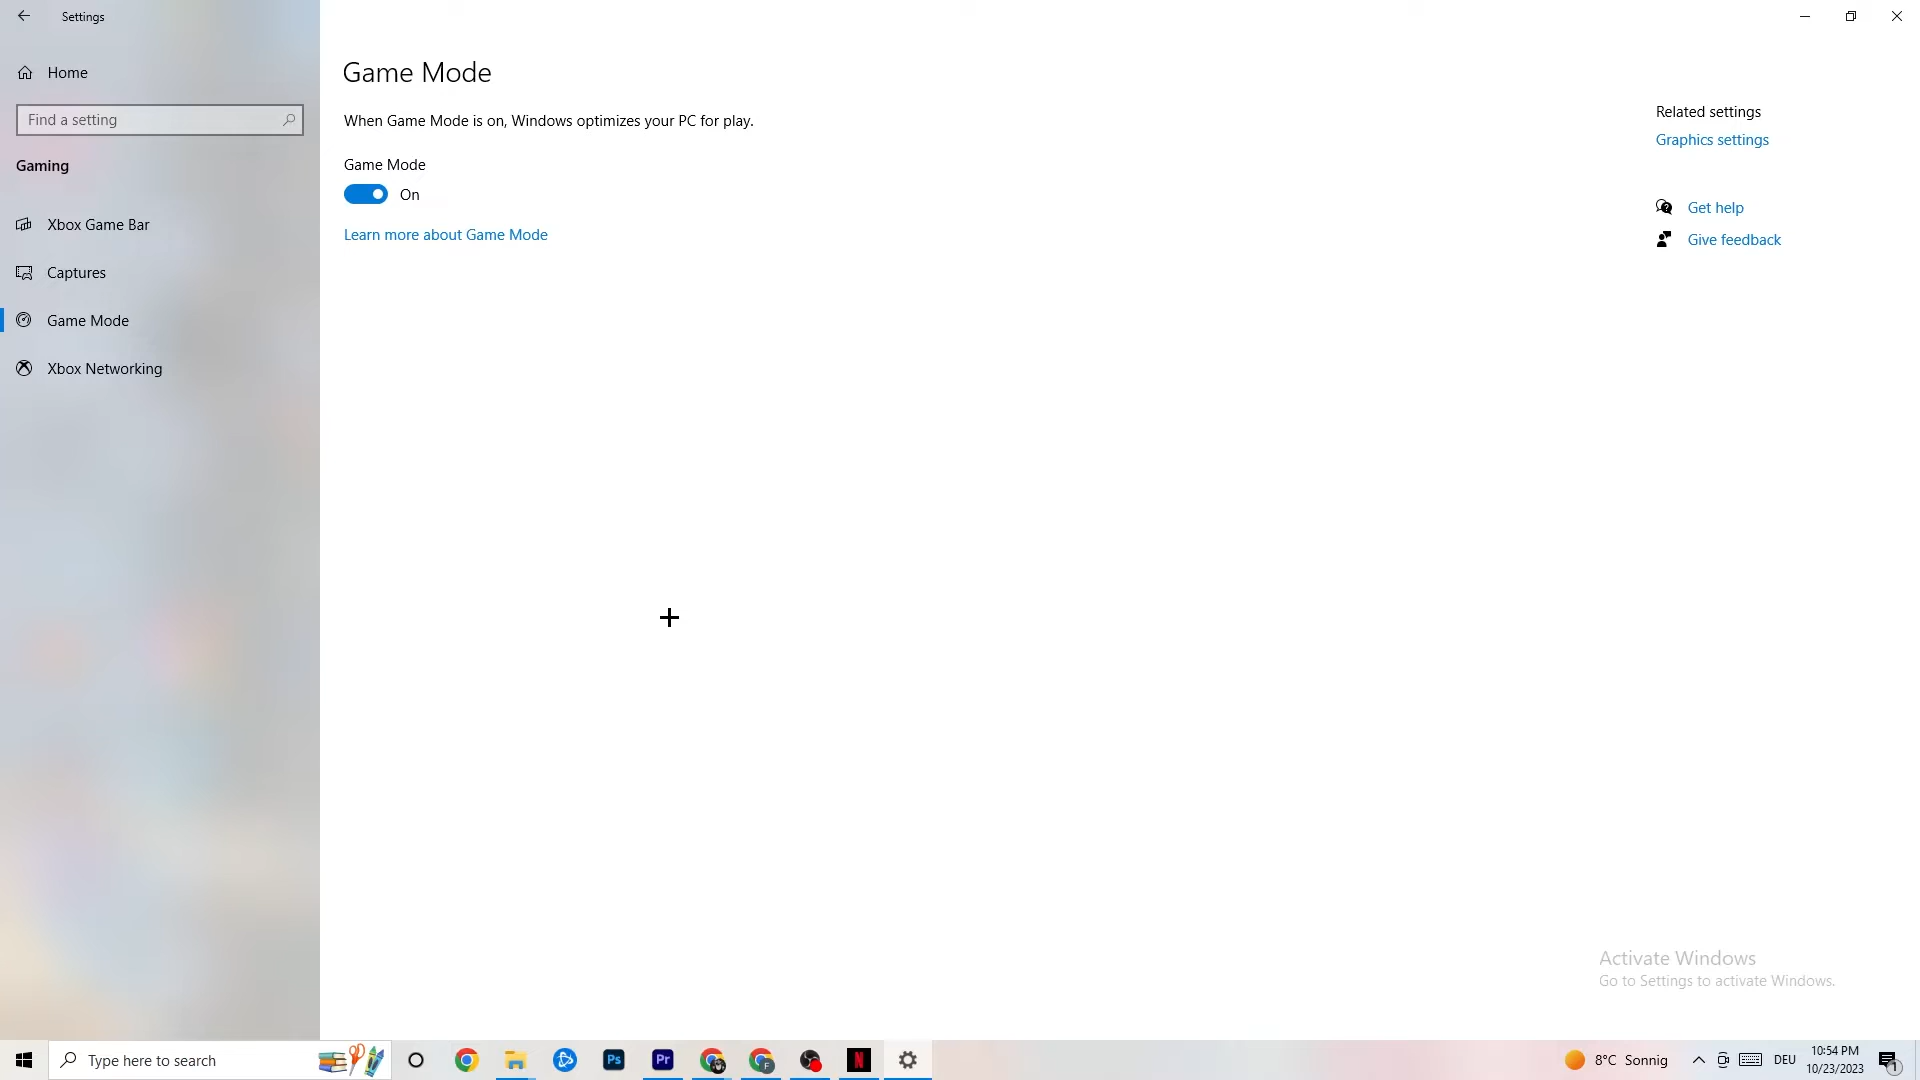 Settings
Home
Find a setting
Gaming
Xbox Game Bar
Captures
Game Mode
Xbox Networking
Game Mode
When Game Mode is on, Windows optimizes your PC for play.
Game Mode
On
Learn more about Game Mode
Related settings
Graphics settings
Get help
Give feedback
Activate Windows
Go to Settings to activate Windows.
Type here to search
Ps
Pr
F
N
8°C Sonnig
DEU
10:54 PM
10/23/2023
1